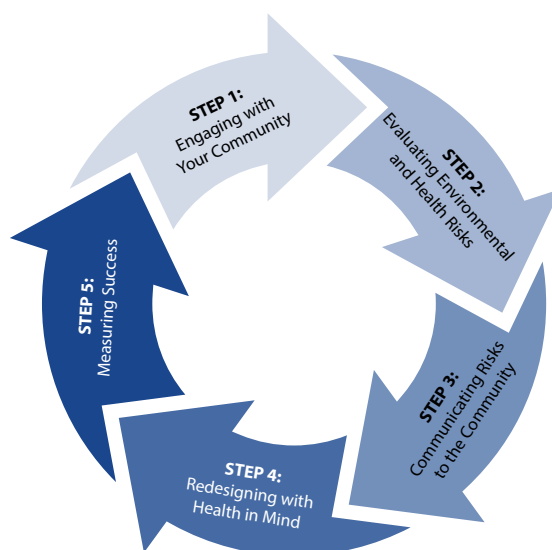 STEP 1:
Engaging with
Your Community
STEP 2:
Evaluating Environmental
and Health Risks
STEP 3:
Communicating Risks
to the Community
STEP 4:
Redesigning with
Health in Mind
STEP 5:
Measuring Success